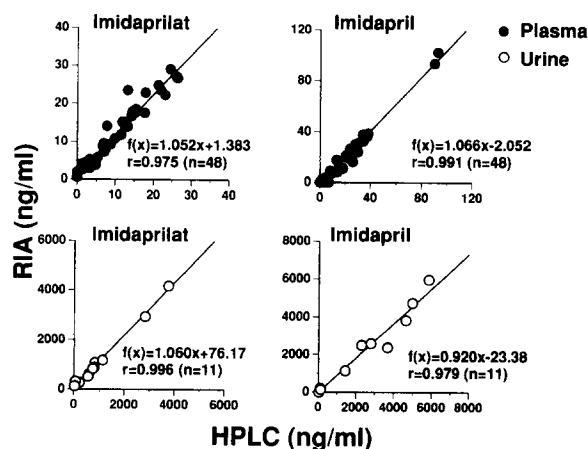 Imidaprilat
Imidapril
Plasma
Urine
40
30
20
10
0
0 10 20 30 40
f(x)=1.052x+1.383
r=0.975 (n=48)
120
80
40
0
0 40 80 120
f(x)=1.066x-2.052
r=0.991 (n=48)
RIA (ng/ml)
Imidaprilat
Imidapril
6000
4000
2000
0
0 2000 4000 6000
f(x)=1.060x+76.17
r=0.996 (n=11)
8000
6000
4000
2000
0
0 2000 4000 6000 8000
f(x)=0.920x-23.38
r=0.979 (n=11)
HPLC (ng/ml)